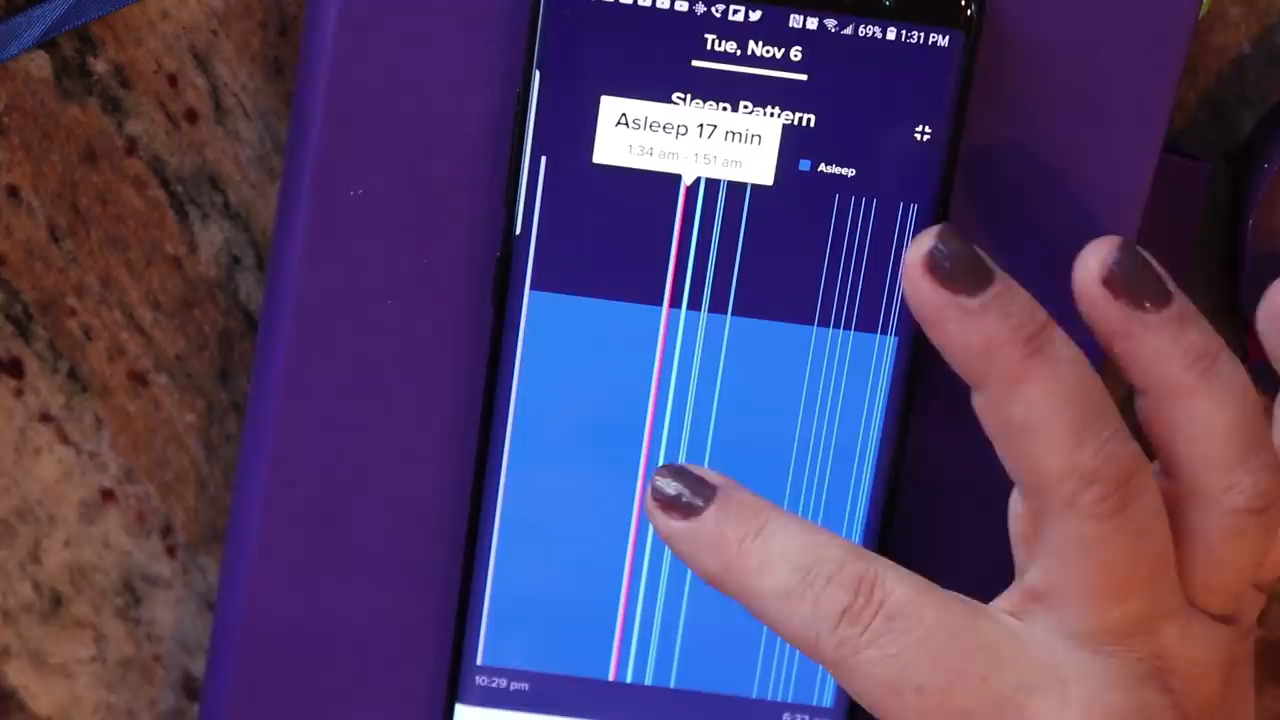 69% 1:31 PM
Tue, Nov 6
Sleep Pattern
Asleep 17 min
1:34 am - 1:51 am
Asleep
10:29 pm